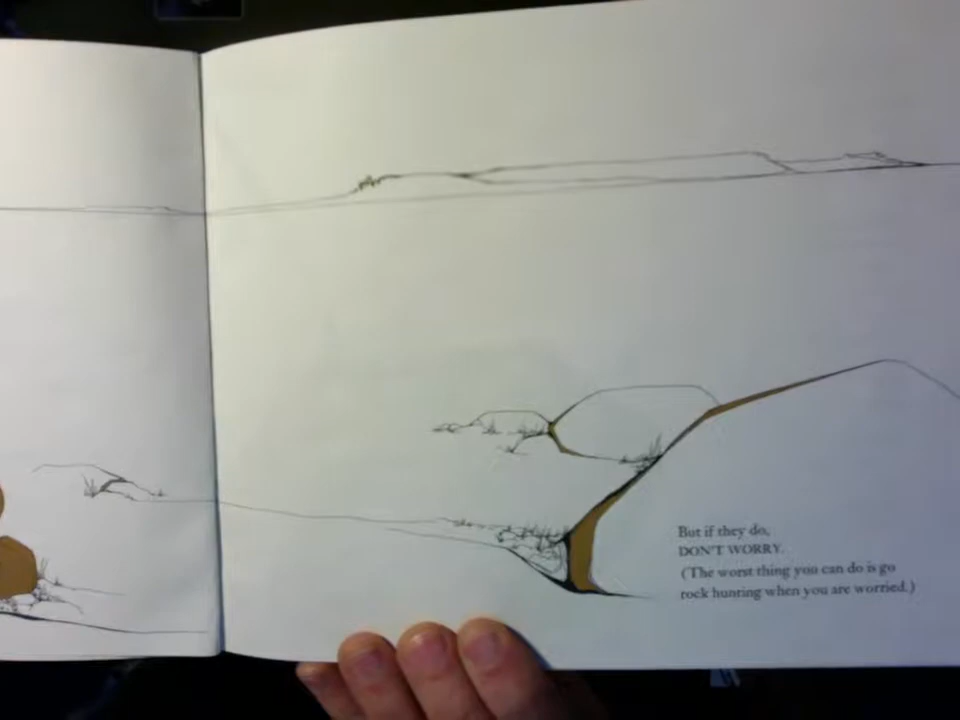 But if they do,
DON'T WORRY.
(The worst thing you can do is go
rock hunting when you are worried.)